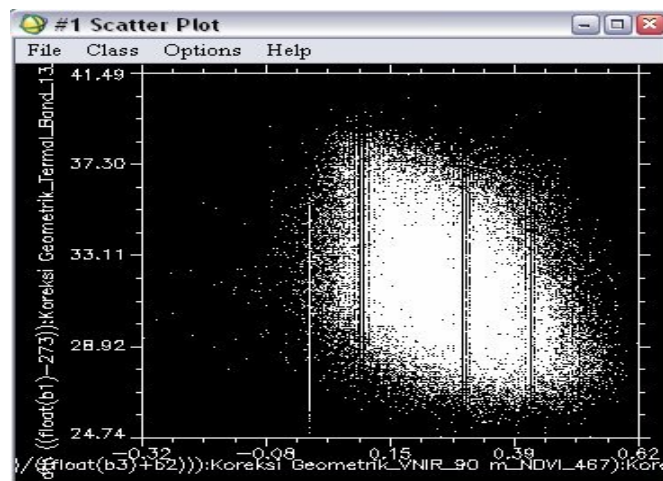 #1 Scatter Plot
File Class Options Help
41.49
37.30
33.11
28.92
24.74
((float(b1)-273)):Koreksi Geometrik_Termal_Band_13
-0.32 -0.08 0.15 0.39 0.62
)/((float(b3)+b2))):Koreksi Geometrik_VNIR_90 m_NDVI_467):Kore